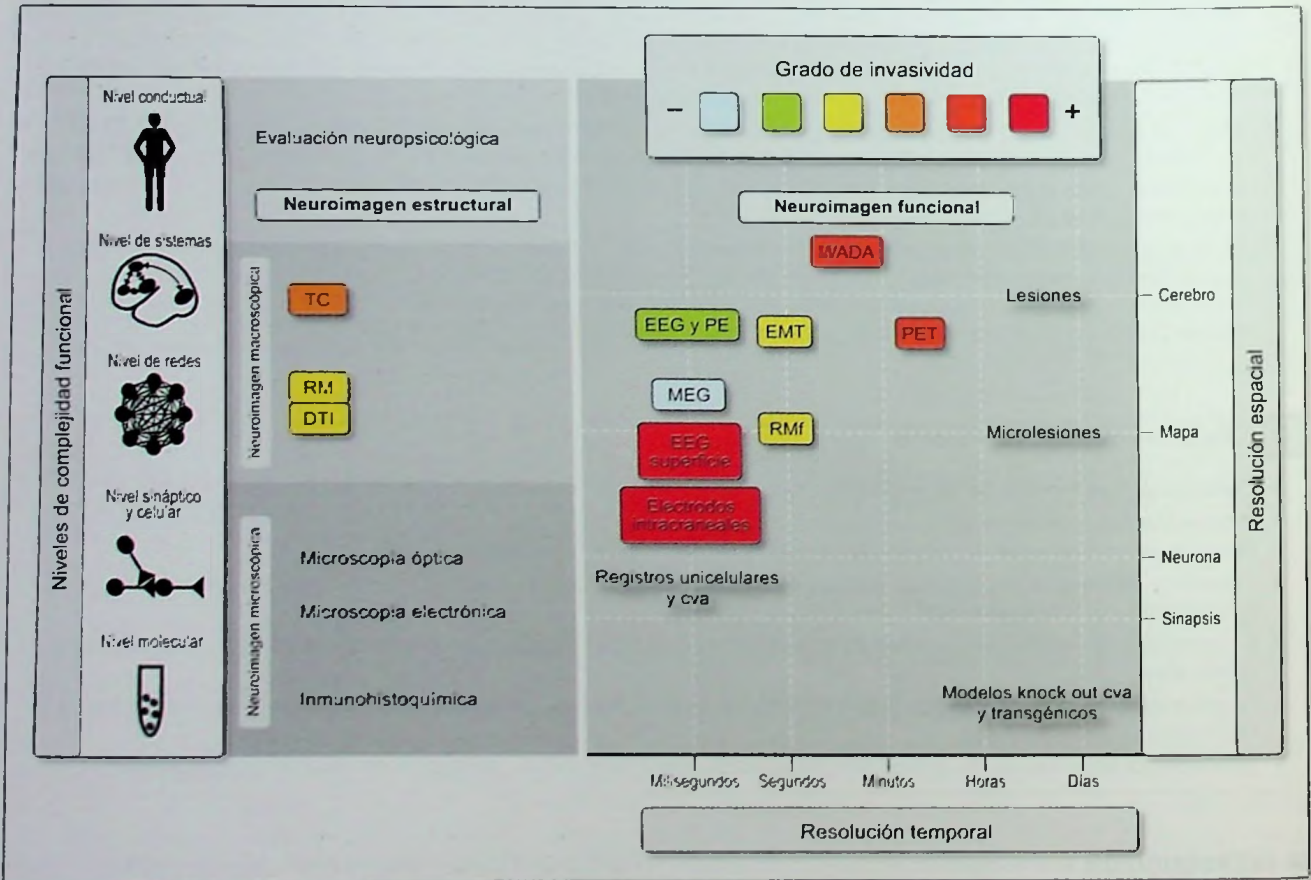 Grado de invasividad
−
+
Niveles de complejidad funcional
Nivel conductual
Nivel de sistemas
Nivel de redes
Nivel sináptico
y celular
Nivel molecular
Evaluación neuropsicológica
Neuroimagen estructural
Neuroimagen macroscópica
TC
RM
DTI
Neuroimagen microscópica
Microscopia óptica
Microscopia electrónica
Inmunohistoquímica
Neuroimagen funcional
WADA
Lesiones
EEG y PE
EMT
PET
MEG
RMf
EEG
superficie
Microlesiones
Electrodos
intracraneales
Registros unicelulares
y cva
Modelos knock out cva
y transgénicos
Cerebro
Mapa
Neurona
Sinapsis
Resolución espacial
Milisegundos
Segundos
Minutos
Horas
Días
Resolución temporal